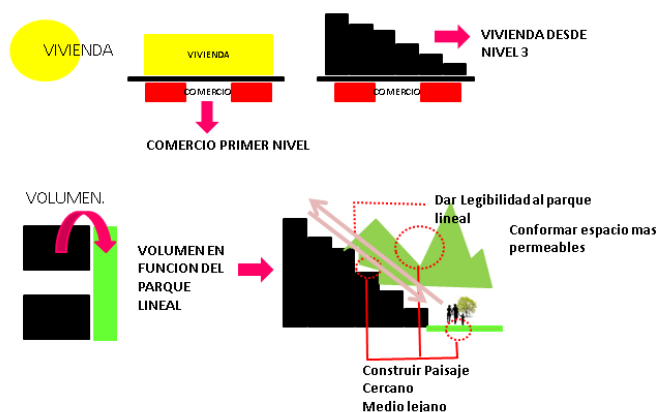 VIVIENDA
VIVIENDA
COMERCIO
COMERCIO PRIMER NIVEL
COMERCIO
VIVIENDA DESDE
NIVEL 3
VOLUMEN.
VOLUMEN EN
FUNCION DEL
PARQUE
LINEAL
Dar Legibilidad al parque
lineal
Conformar espacio mas
permeables
Construir Paisaje
Cercano
Medio lejano